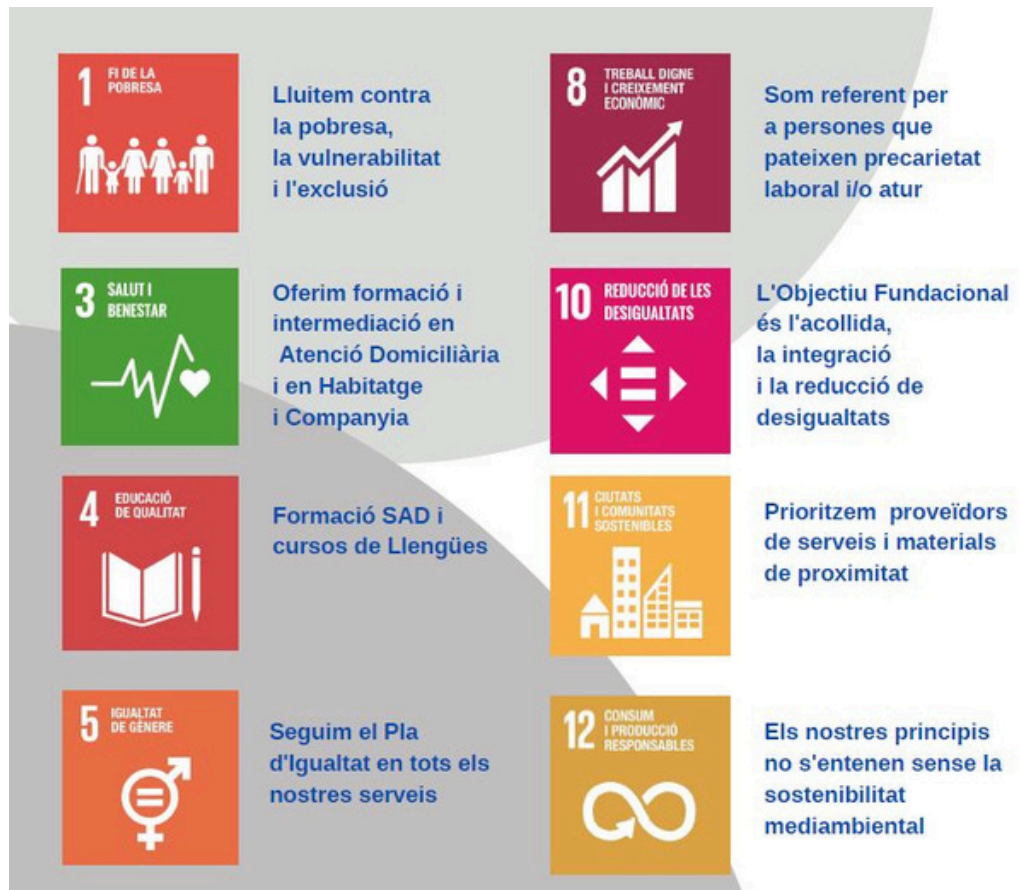 1 FI DE LA
POBRESA
Lluitem contra
la pobresa,
la vulnerabilitat
i l'exclusió
3 SALUT I
BENESTAR
Oferim formació i
intermediació en
Atenció Domiciliària
i en Habitatge
i Companyia
4 EDUCACIÓ
DE QUALITAT
Formació SAD i
cursos de Llengües
5 IGUALTAT
DE GÈNERE
Seguim el Pla
d'Igualtat en tots els
nostres serveis
8 TREBALL DIGNE
I CREIXEMENT
ECONÒMIC
Som referent per
a persones que
pateixen precarietat
laboral i/o atur
10 REDUCCIÓ DE LES
DESIGUALTATS
L'Objectiu Fundacional
és l'acollida,
la integració
i la reducció de
desigualtats
11 CIUTATS
I COMUNITATS
SOSTENIBLES
Prioritzem proveïdors
de serveis i materials
de proximitat
12 CONSUM
I PRODUCCIÓ
RESPONSABLES
Els nostres principis
no s'entenen sense la
sostenibilitat
mediambiental